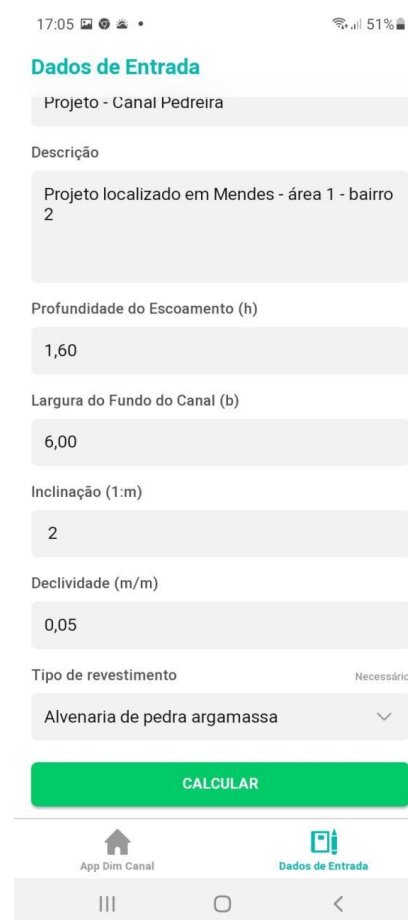 17:05
51%
Dados de Entrada
Projeto - Canal Pedreira
Descrição
Projeto localizado em Mendes - área 1 - bairro
2
Profundidade do Escoamento (h)
1,60
Largura do Fundo do Canal (b)
6,00
Inclinação (1:m)
2
Declividade (m/m)
0,05
Tipo de revestimento
Necessário
Alvenaria de pedra argamassa
CALCULAR
App Dim Canal
Dados de Entrada